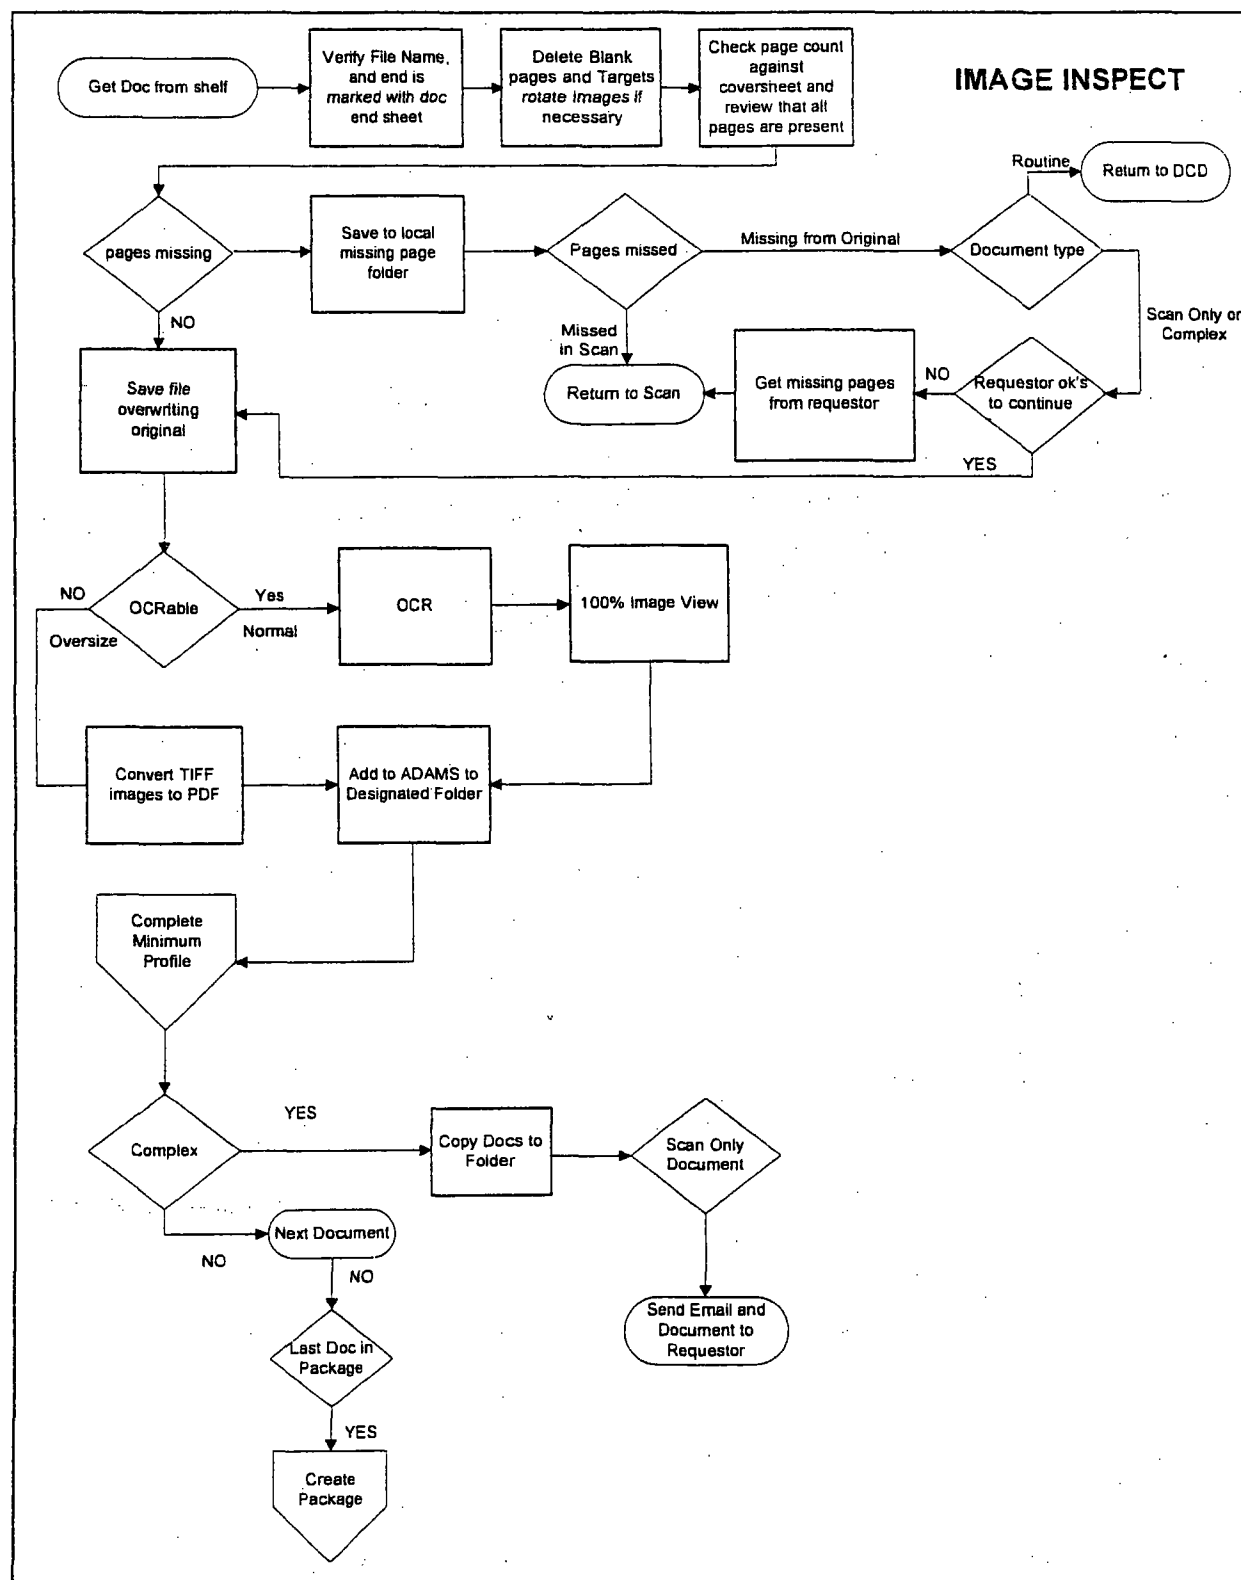 IMAGE INSPECT
Get Doc from shelf
Verify File Name,
and end is
marked with doc
end sheet
Delete Blank
pages and Targets
rotate images if
necessary
Check page count
against
coversheet and
review that all
pages are present
Routine
Return to DCD
pages missing
Save to local
missing page
folder
Pages missed
Missing from Original
Document type
NO
Missed
in Scan
Scan Only or
Complex
Save file
overwriting
original
Return to Scan
Get missing pages
from requestor
NO
Requestor ok's
to continue
YES
NO
Oversize
OCRable
Yes
Normal
OCR
100% Image View
Convert TIFF
images to PDF
Add to ADAMS to
Designated Folder
Complete
Minimum
Profile
Complex
YES
Copy Docs to
Folder
Scan Only
Document
NO
Next Document
NO
Send Email and
Document to
Requestor
Last Doc in
Package
YES
Create
Package